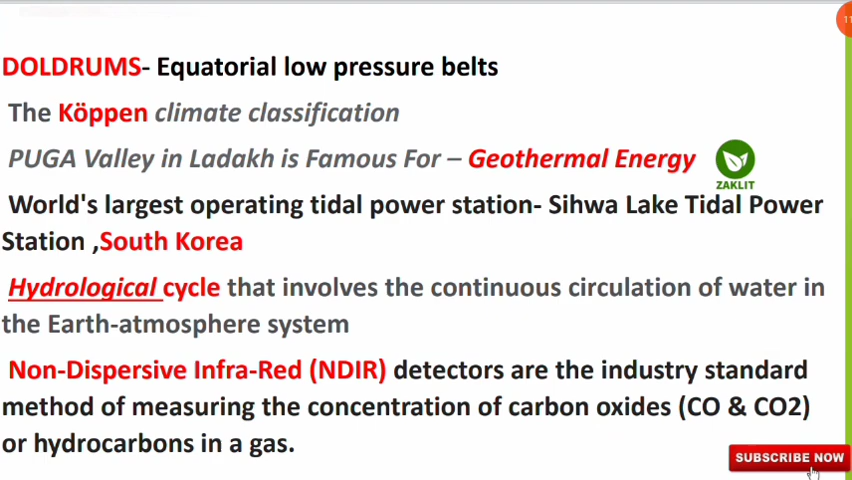 DOLDRUMS- Equatorial low pressure belts
The Köppen climate classification
PUGA Valley in Ladakh is Famous For – Geothermal Energy
ZAKLIT
World's largest operating tidal power station- Sihwa Lake Tidal Power
Station ,South Korea
Hydrological cycle that involves the continuous circulation of water in
the Earth-atmosphere system
Non-Dispersive Infra-Red (NDIR) detectors are the industry standard
method of measuring the concentration of carbon oxides (CO & CO2)
or hydrocarbons in a gas.
SUBSCRIBE NOW